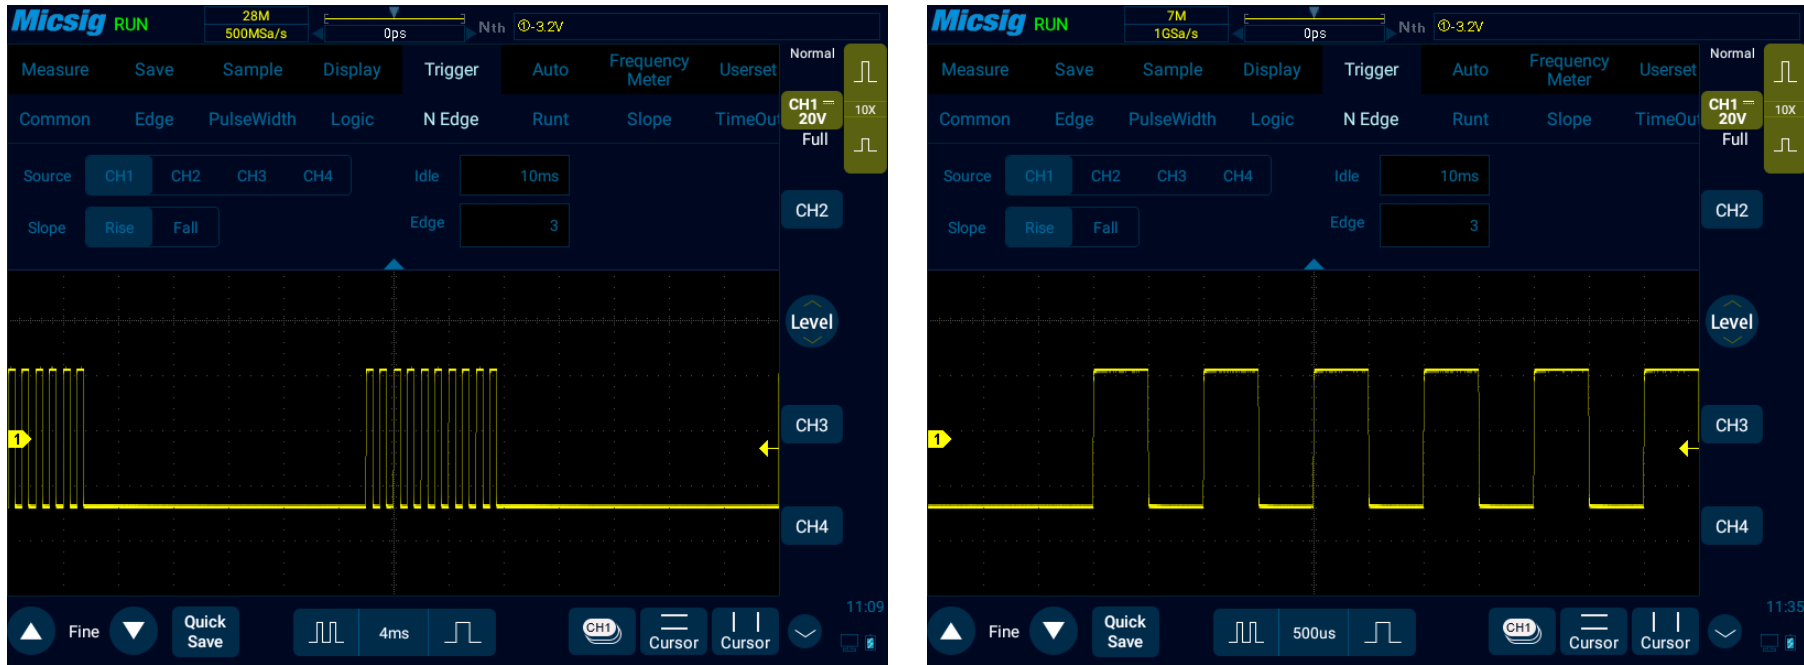 Micsig RUN 28M 500MSa/s 0ps Nth ①-3.2V
Measure Save Sample Display Trigger Auto Frequency Meter Userset Normal
Common Edge PulseWidth Logic N Edge Runt Slope TimeOut CH1 20V Full 10X
Source CH1 CH2 CH3 CH4 Idle 10ms
Slope Rise Fall Edge 3
CH2
Level
1
CH3
CH4
11:09
Fine Quick Save 4ms CH1 Cursor Cursor
Micsig RUN 7M 1GSa/s 0ps Nth ①-3.2V
Measure Save Sample Display Trigger Auto Frequency Meter Userset Normal
Common Edge PulseWidth Logic N Edge Runt Slope TimeOut CH1 20V Full 10X
Source CH1 CH2 CH3 CH4 Idle 10ms
Slope Rise Fall Edge 3
CH2
Level
1
CH3
CH4
11:35
Fine Quick Save 500us CH1 Cursor Cursor